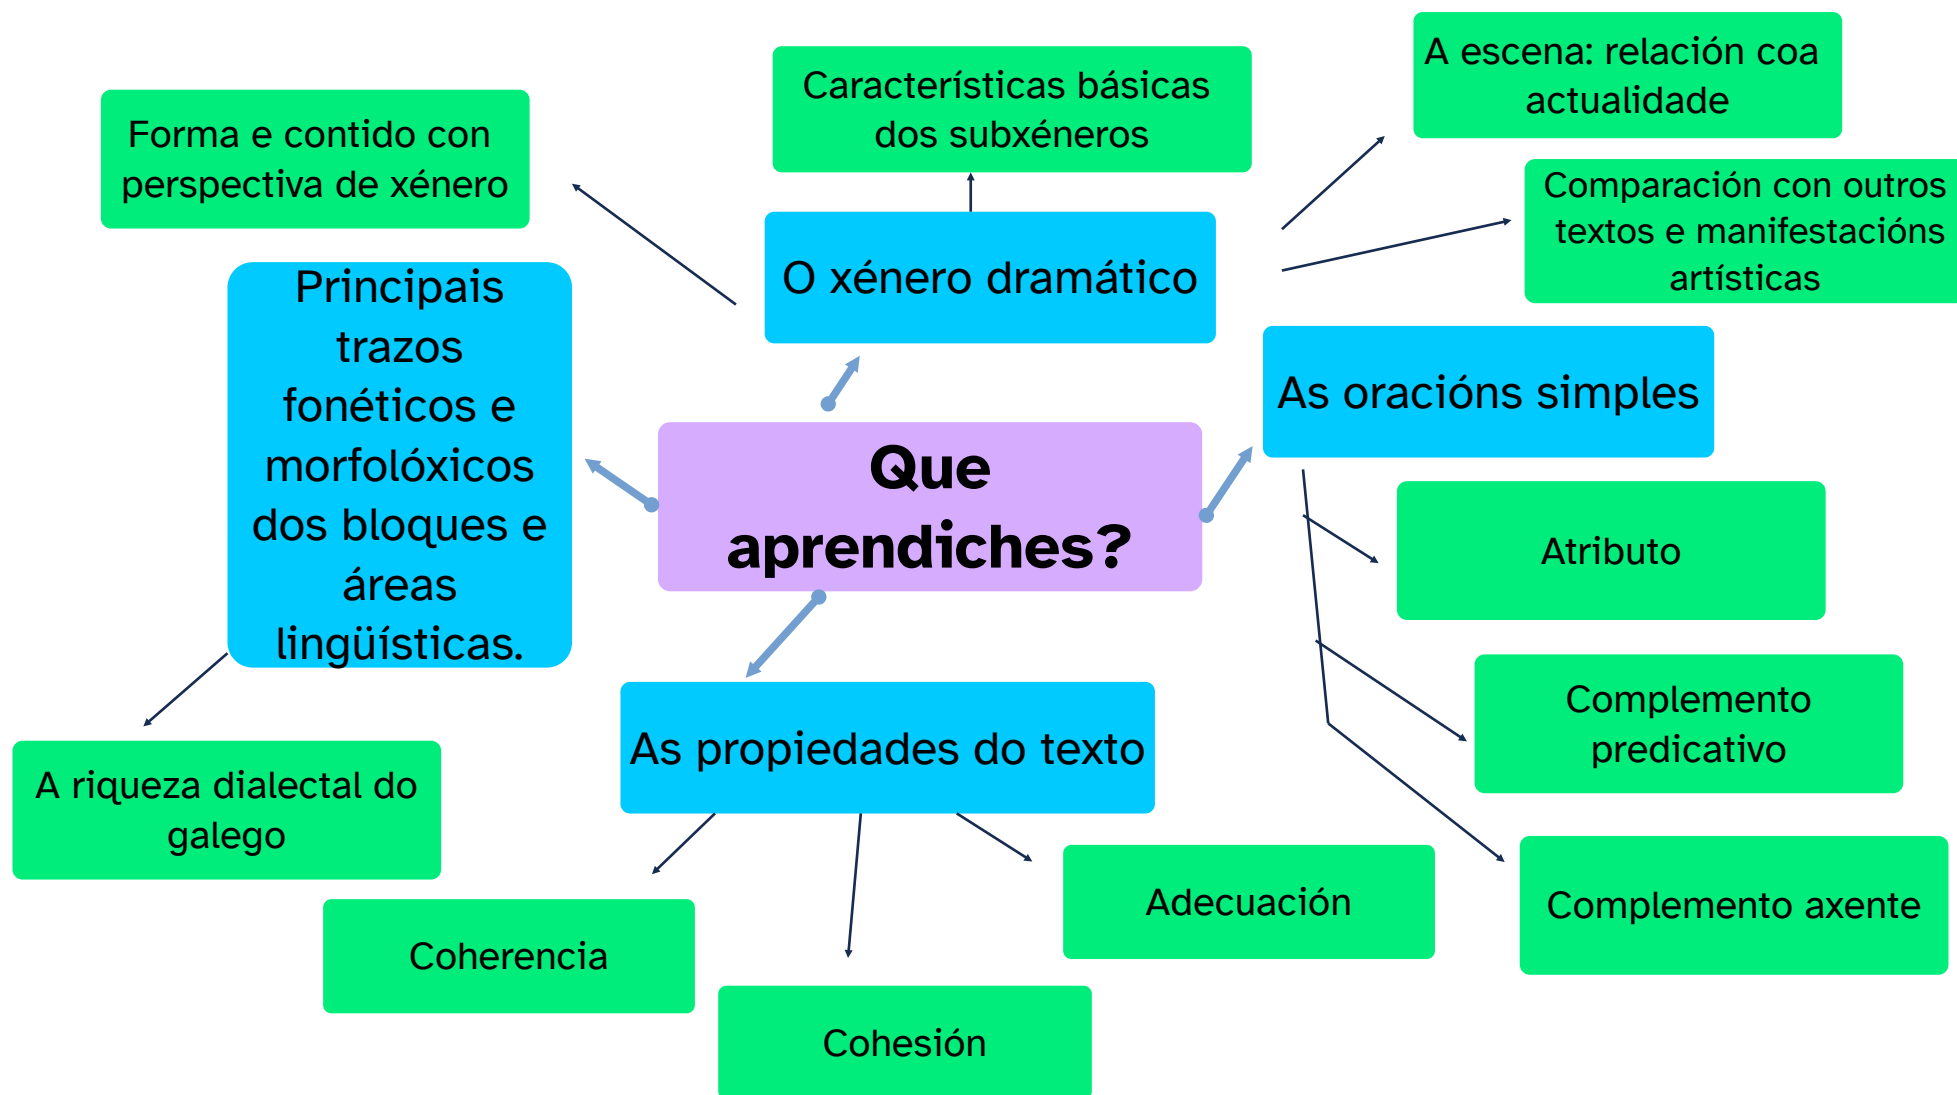 A escena: relación coa
actualidade
Características básicas
dos subxéneros
Forma e contido con
perspectiva de xénero
Comparación con outros
textos e manifestacións
artísticas
O xénero dramático
Principais
trazos
fonéticos e
morfolóxicos
dos bloques e
áreas
lingüísticas.
As oracións simples
Que
aprendiches?
Atributo
Complemento
predicativo
As propiedades do texto
A riqueza dialectal do
galego
Adecuación
Complemento axente
Coherencia
Cohesión